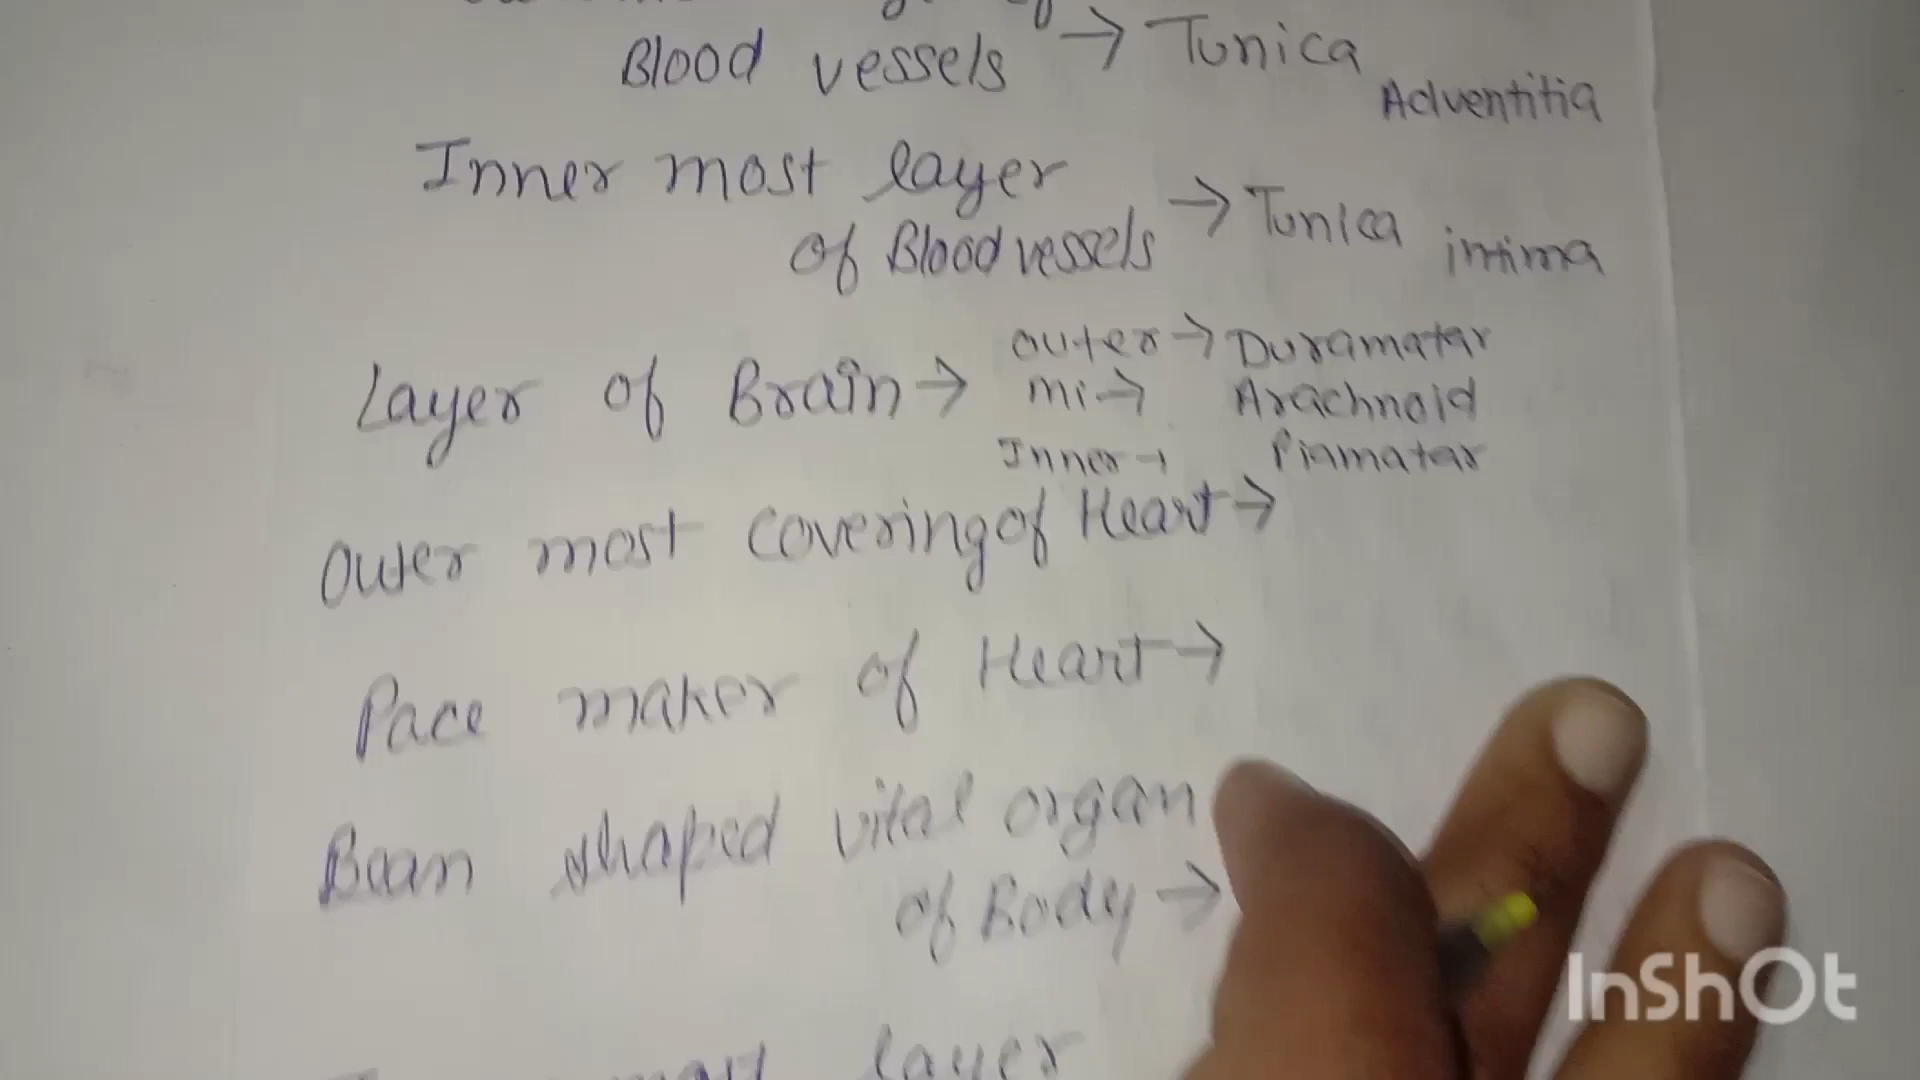 Blood vessels → Tunica Adventitia
Inner most layer
of Blood vessels → Tunica intima
Layer of Brain → outer → Duramatar
mi → Arachnoid
Inner → Piamatar
Outer most covering of Heart →
Pace maker of Heart →
Bean shaped vital organ
of Body →
layer
InShOt